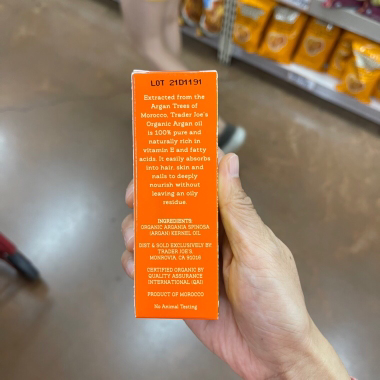 LOT 21D1191
Extracted from the
Argan Trees of
Morocco, Trader Joe's
Organic Argan oil
is 100% pure and
naturally rich in
vitamin E and fatty
acids. It easily absorbs
into hair, skin and
nails to deeply
nourish without
leaving an oily
residue.
INGREDIENTS:
ORGANIC ARGANIA SPINOSA
(ARGAN) KERNEL OIL
DIST & SOLD EXCLUSIVELY BY
TRADER JOE'S
MONROVIA, CA 91016
CERTIFIED ORGANIC BY
QUALITY ASSURANCE
INTERNATIONAL (QAI)
PRODUCT OF MOROCCO
No Animal Testing